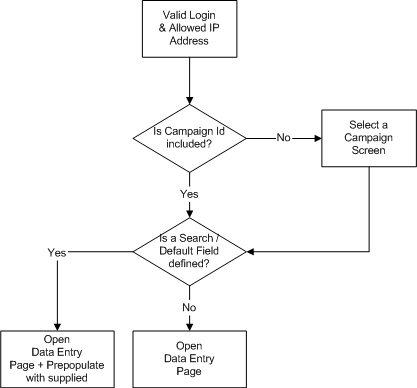 Valid Login
& Allowed IP
Address
Is Campaign Id
included?
No
Select a
Campaign
Screen
Yes
Is a Search /
Default Field
defined?
Yes
No
Open
Data Entry
Page + Prepopulate
with supplied
Open
Data Entry
Page